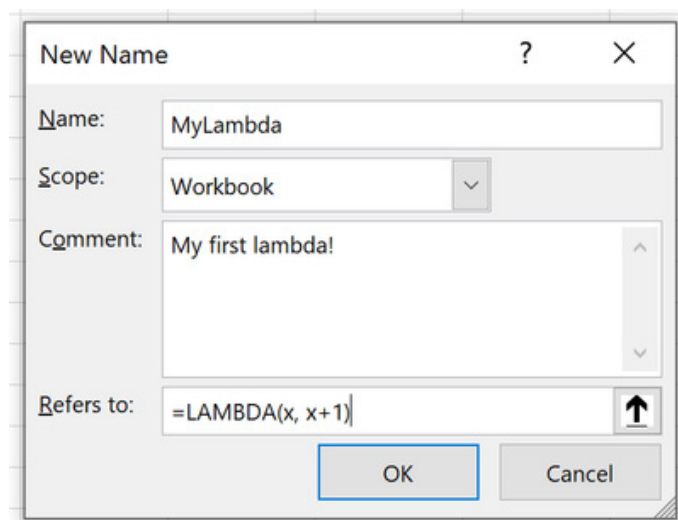 New Name ?
Name: MyLambda
Scope: Workbook
Comment: My first lambda!
Refers to: =LAMBDA(x, x+1)
OK Cancel